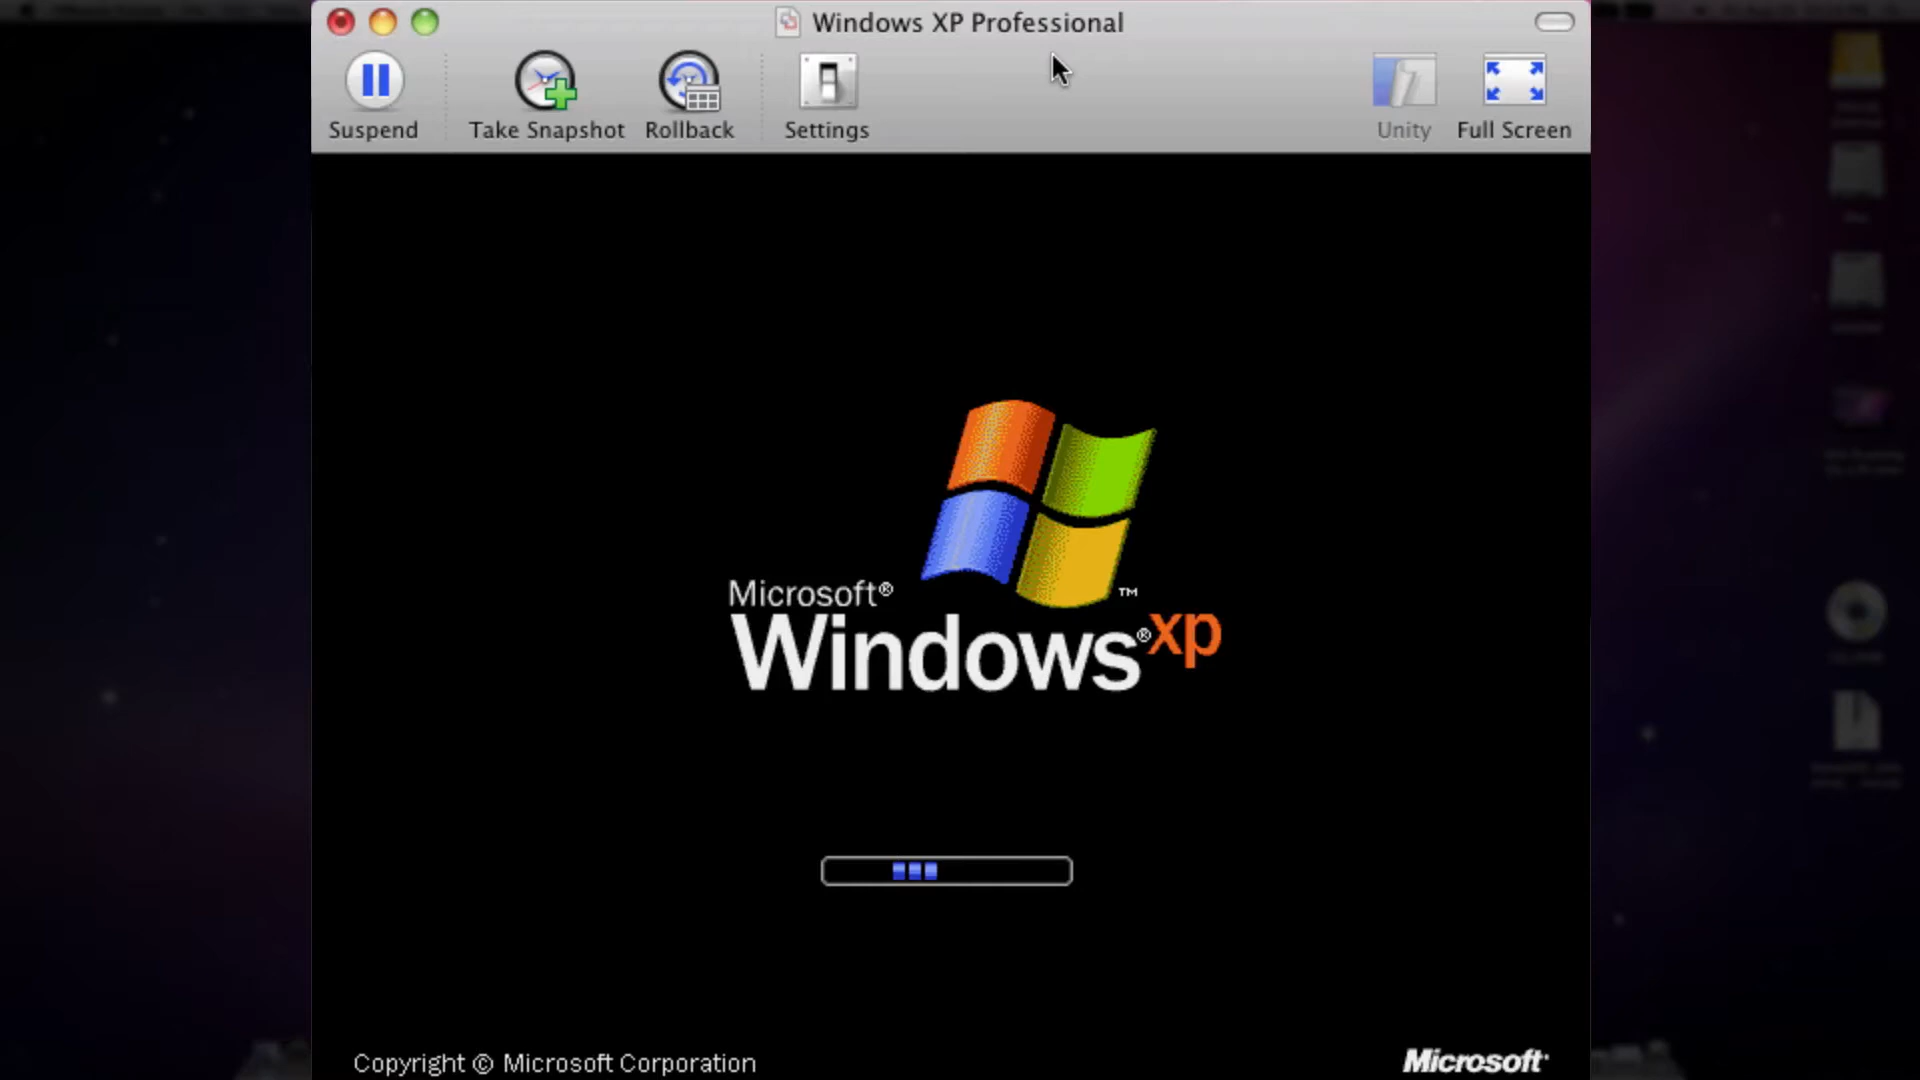 Windows XP Professional
Suspend
Take Snapshot
Rollback
Settings
Unity
Full Screen
Microsoft®
Windows® xp ™
Copyright © Microsoft Corporation
Microsoft®